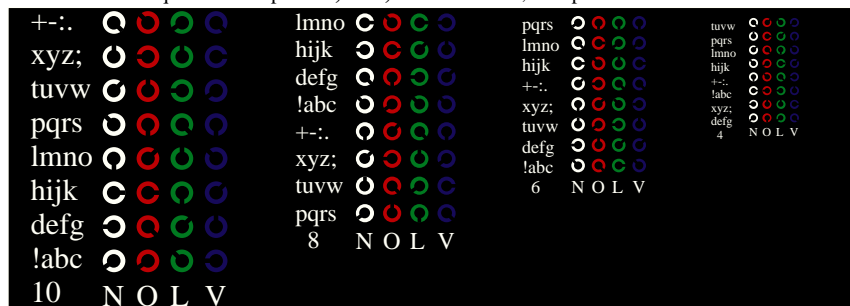 +-:.
xyz;
tuvw
pqrs
lmno
hijk
defg
!abc
10 N O L V
lmno
hijk
defg
!abc
+-:.
xyz;
tuvw
pqrs
8 N O L V
pqrs
lmno
hijk
+-:.
xyz;
tuvw
defg
!abc
6 N O L V
tuvw
pqrs
lmno
hijk
+-:.
!abc
xyz;
defg
4 N O L V